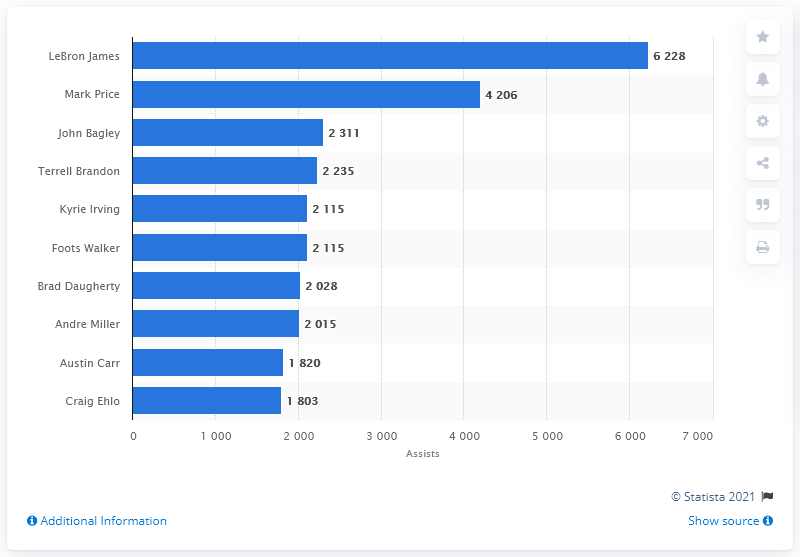 LeBron James 6 228
Mark Price 4 206
John Bagley 2 311
Terrell Brandon 2 235
Kyrie Irving 2 115
Foots Walker 2 115
Brad Daugherty 2 028
Andre Miller 2 015
Austin Carr 1 820
Craig Ehlo 1 803
0 1 000 2 000 3 000 4 000 5 000 6 000 7 000
Assists
© Statista 2021
Additional Information Show source